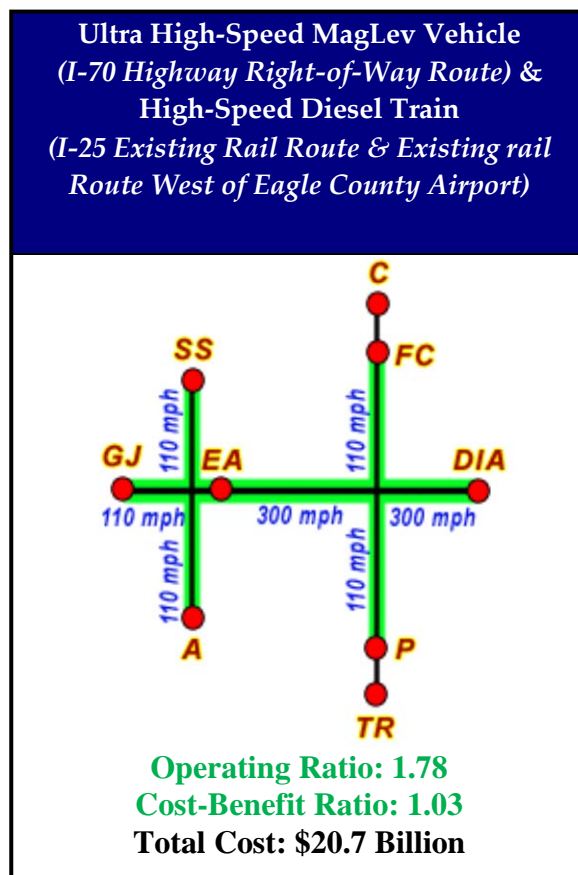 Ultra High-Speed MagLev Vehicle
(I-70 Highway Right-of-Way Route) &
High-Speed Diesel Train
(I-25 Existing Rail Route & Existing rail
Route West of Eagle County Airport)
C
FC
SS
110 mph
110 mph
GJ
EA
DIA
110 mph
300 mph
300 mph
110 mph
110 mph
A
P
TR
Operating Ratio: 1.78
Cost-Benefit Ratio: 1.03
Total Cost: $20.7 Billion